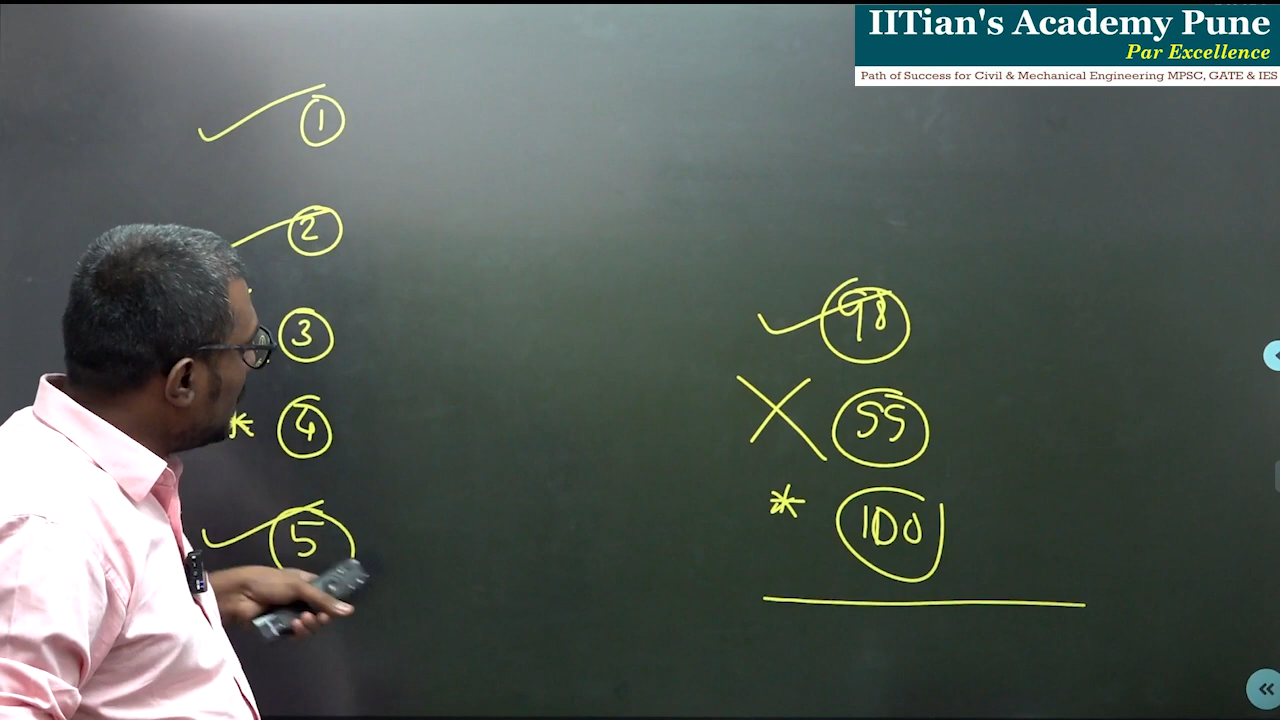 IITian's Academy Pune
Par Excellence
Path of Success for Civil & Mechanical Engineering MPSC, GATE & IES
✓ 1
✓ 2
3
* 4
✓ 5
✓ 98
X 55
* 100